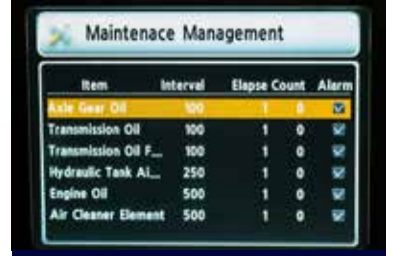 Maintenace Management
Item Interval Elapse Count Alarm
Axle Gear Oil 100 1 0
Transmission Oil 100 1 0
Transmission Oil F... 100 1 0
Hydraulic Tank Ai... 250 1 0
Engine Oil 500 1 0
Air Cleaner Element 500 1 0